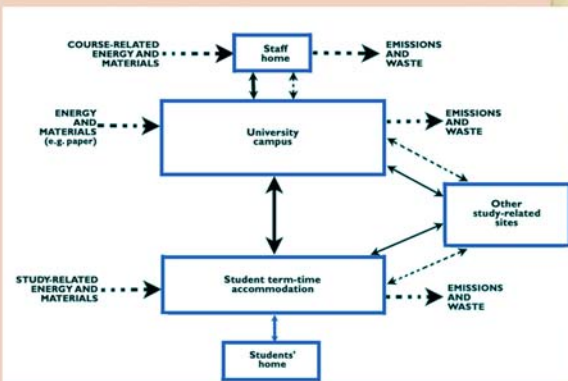 COURSE-RELATED
ENERGY AND
MATERIALS
Staff
home
EMISSIONS
AND
WASTE
ENERGY
AND
MATERIALS
(e.g. paper)
University
campus
EMISSIONS
AND
WASTE
Other
study-related
sites
STUDY-RELATED
ENERGY AND
MATERIALS
Student term-time
accommodation
EMISSIONS
AND
WASTE
Students'
home